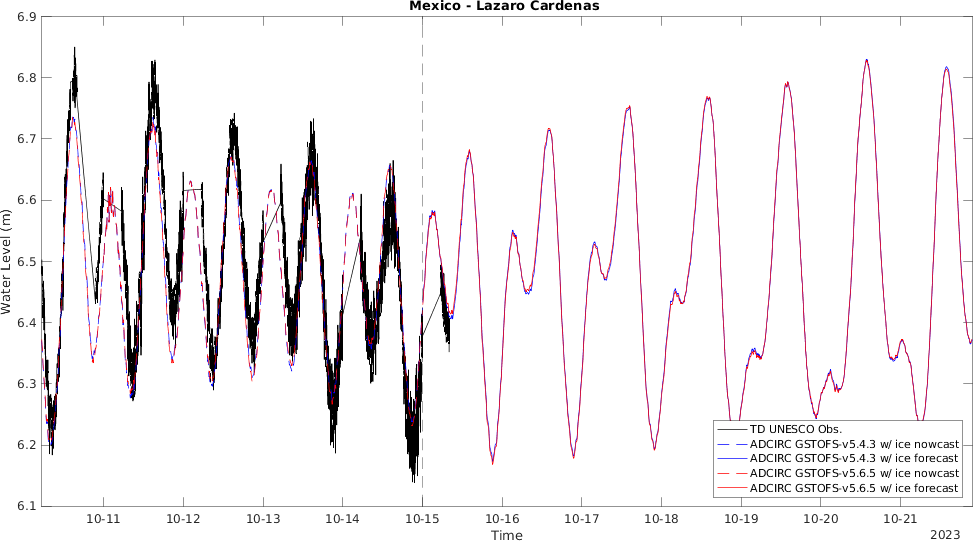 Mexico - Lazaro Cardenas
6.9
6.8
6.7
6.6
6.5
6.4
6.3
6.2
6.1
Water Level (m)
TD UNESCO Obs.
ADCIRC GSTOFS-v5.4.3 w/ ice nowcast
ADCIRC GSTOFS-v5.4.3 w/ ice forecast
ADCIRC GSTOFS-v5.6.5 w/ ice nowcast
ADCIRC GSTOFS-v5.6.5 w/ ice forecast
10-11 10-12 10-13 10-14 10-15 10-16 10-17 10-18 10-19 10-20 10-21
Time
2023